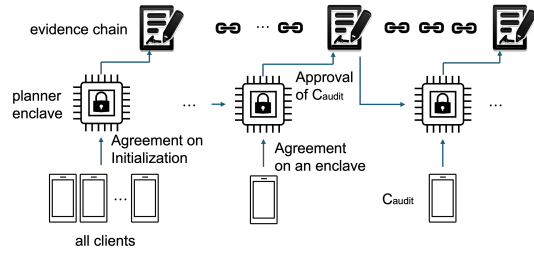 evidence chain
...
planner
enclave
...
Approval
of Caudit
...
Agreement on
Initialization
Agreement
on an enclave
...
Caudit
all clients